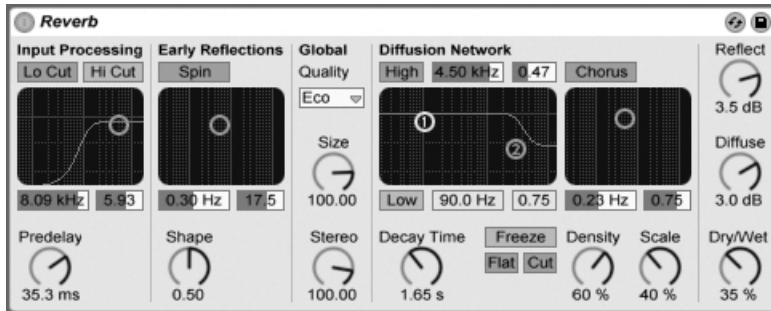 Reverb
Input Processing
Early Reflections
Global
Diffusion Network
Reflect
Lo Cut
Hi Cut
Spin
Quality
High
4.50 kHz
0.47
Chorus
3.5 dB
Eco
1
2
Diffuse
3.0 dB
Size
100.00
8.09 kHz
5.93
0.30 Hz
17.5
Low
90.0 Hz
0.75
0.23 Hz
0.75
Predelay
35.3 ms
Shape
0.50
Stereo
100.00
Decay Time
1.65 s
Freeze
Flat
Cut
Density
60 %
Scale
40 %
Dry/Wet
35 %